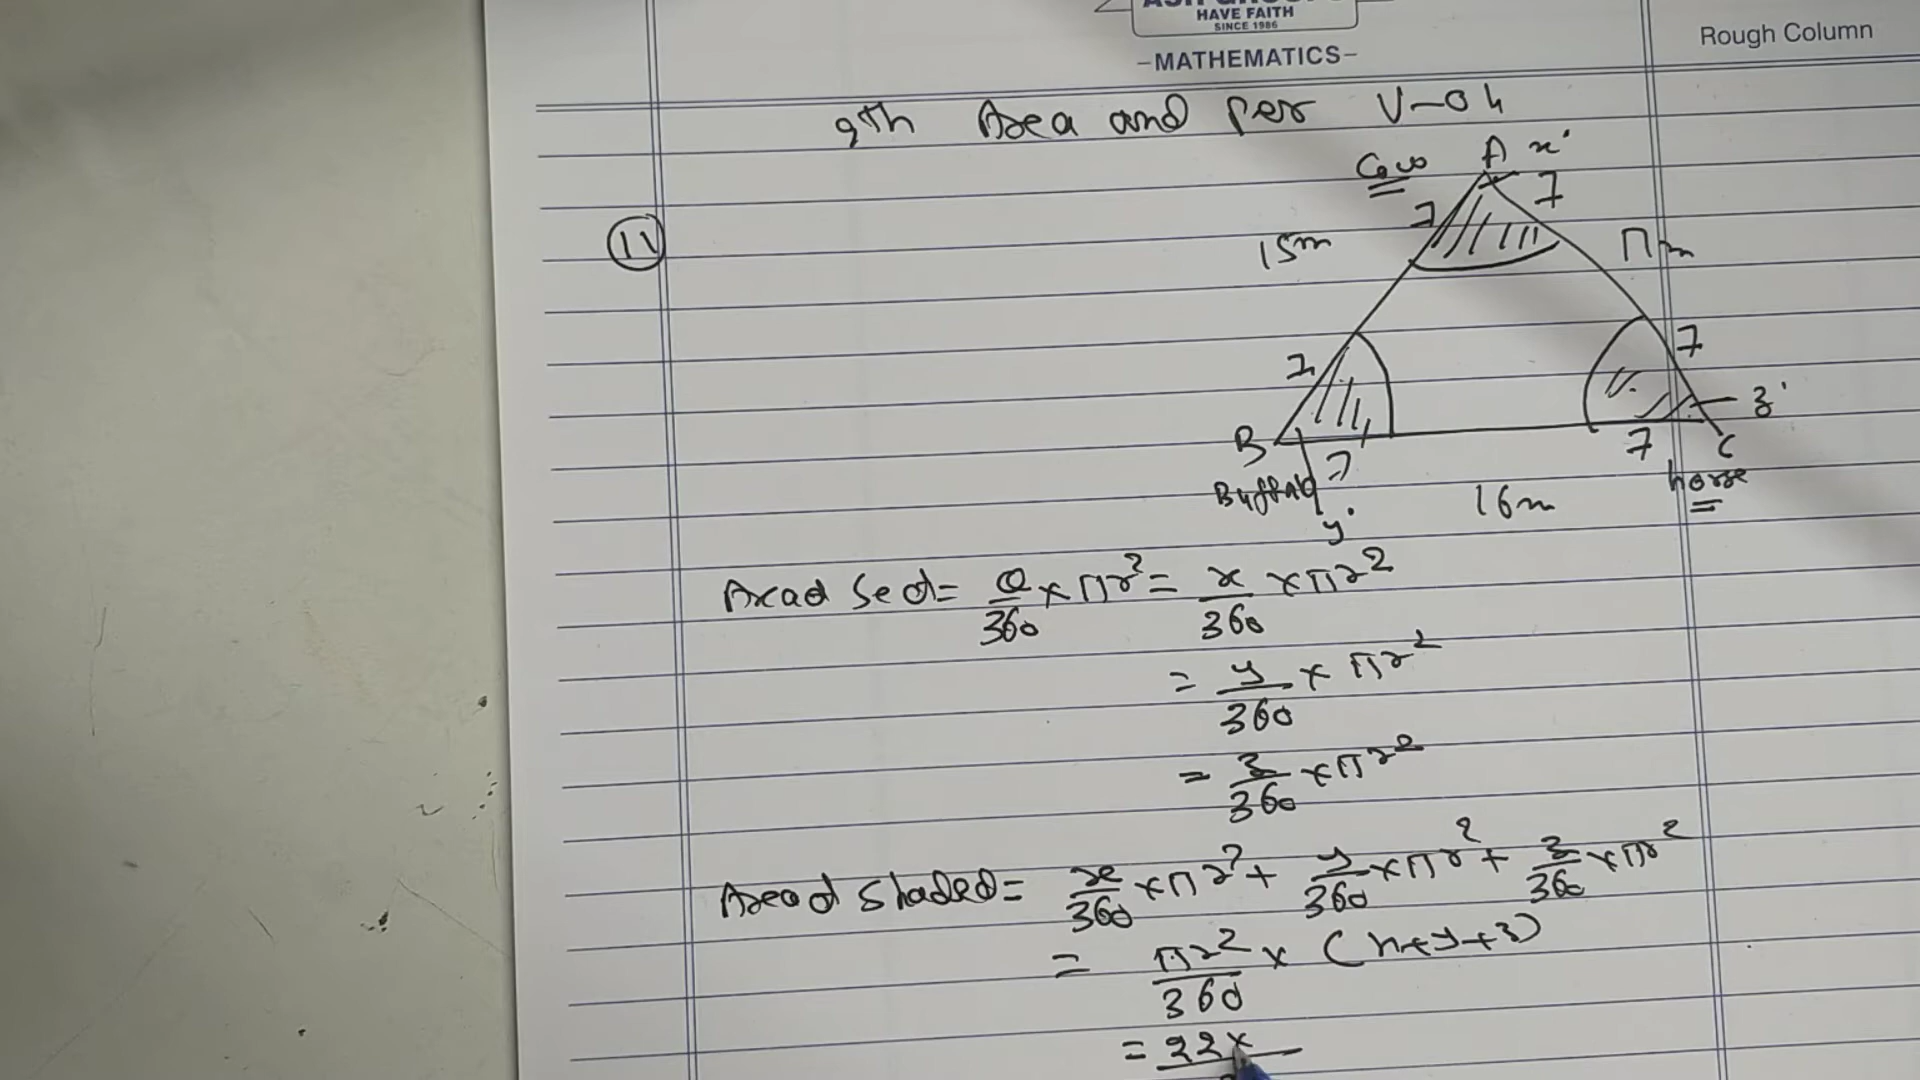 HAVE FAITH
SINCE 1986
-MATHEMATICS-
Rough Column
9th Area and per V-04
Cow A x°
7 7
11
15m 17m
7 7
z°
B 7 7 C
Buffalo horse
y° 16m
Area of Sect = θ/360 × πr² = x/360 × πr²
= y/360 × πr²
= z/360 × πr²
Area of shaded = x/360 × πr² + y/360 × πr² + z/360 × πr²
= πr²/360 × (x+y+z)
= 22×